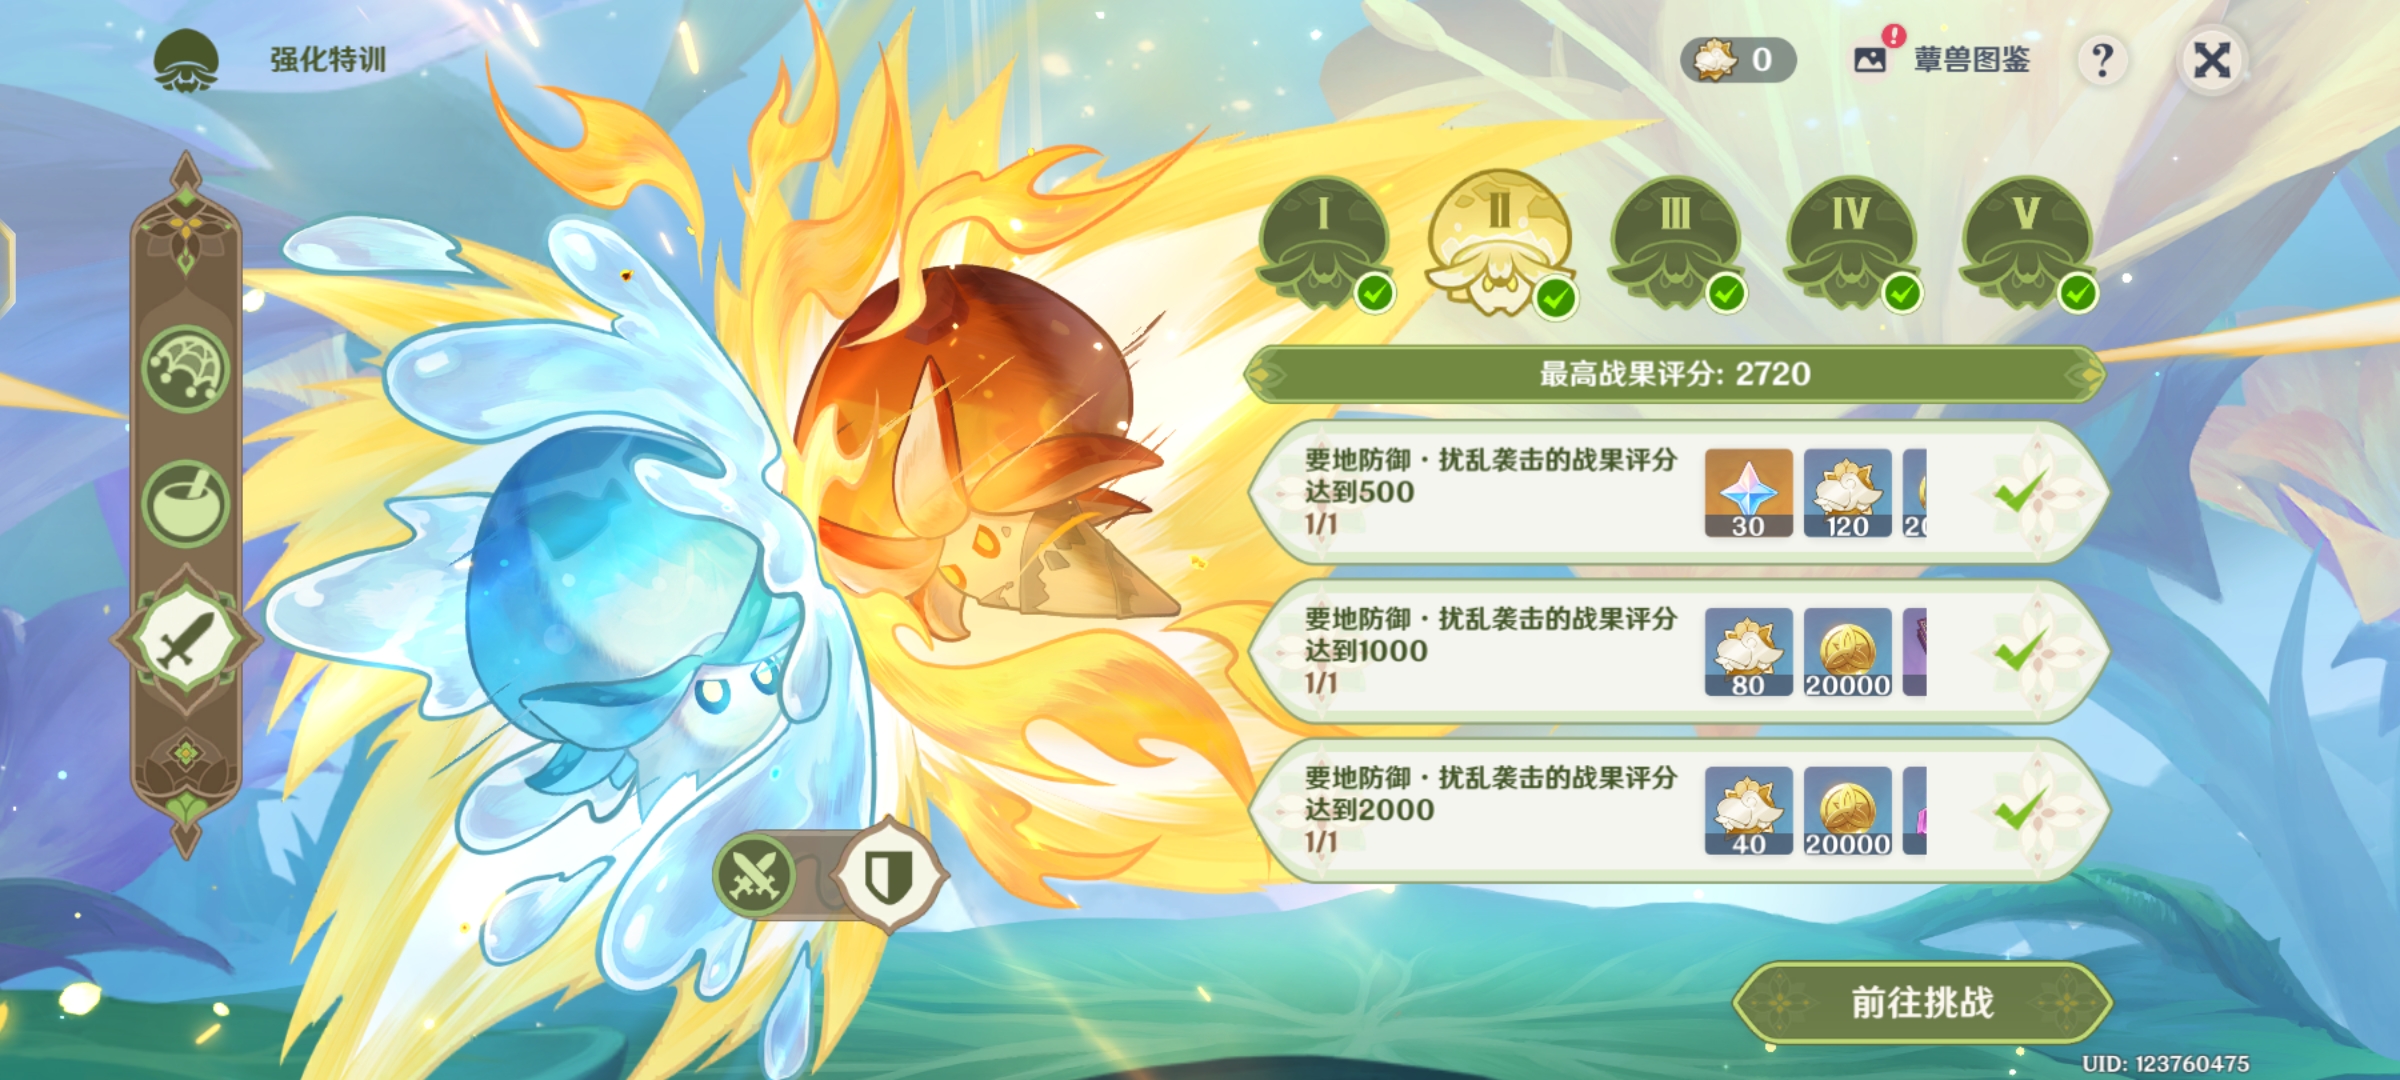 强化特训
0
蕈兽图鉴
?
I
II
III
IV
V
最高战果评分: 2720
要地防御·扰乱袭击的战果评分
达到500
1/1
30
120
要地防御·扰乱袭击的战果评分
达到1000
1/1
80
20000
要地防御·扰乱袭击的战果评分
达到2000
1/1
40
20000
前往挑战
UID: 123760475